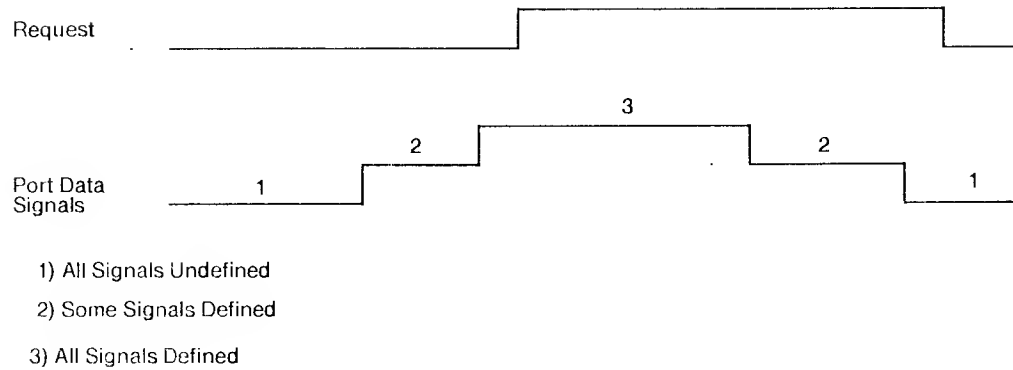 Request
3
2
2
1
1
Port Data
Signals
1) All Signals Undefined
2) Some Signals Defined
3) All Signals Defined